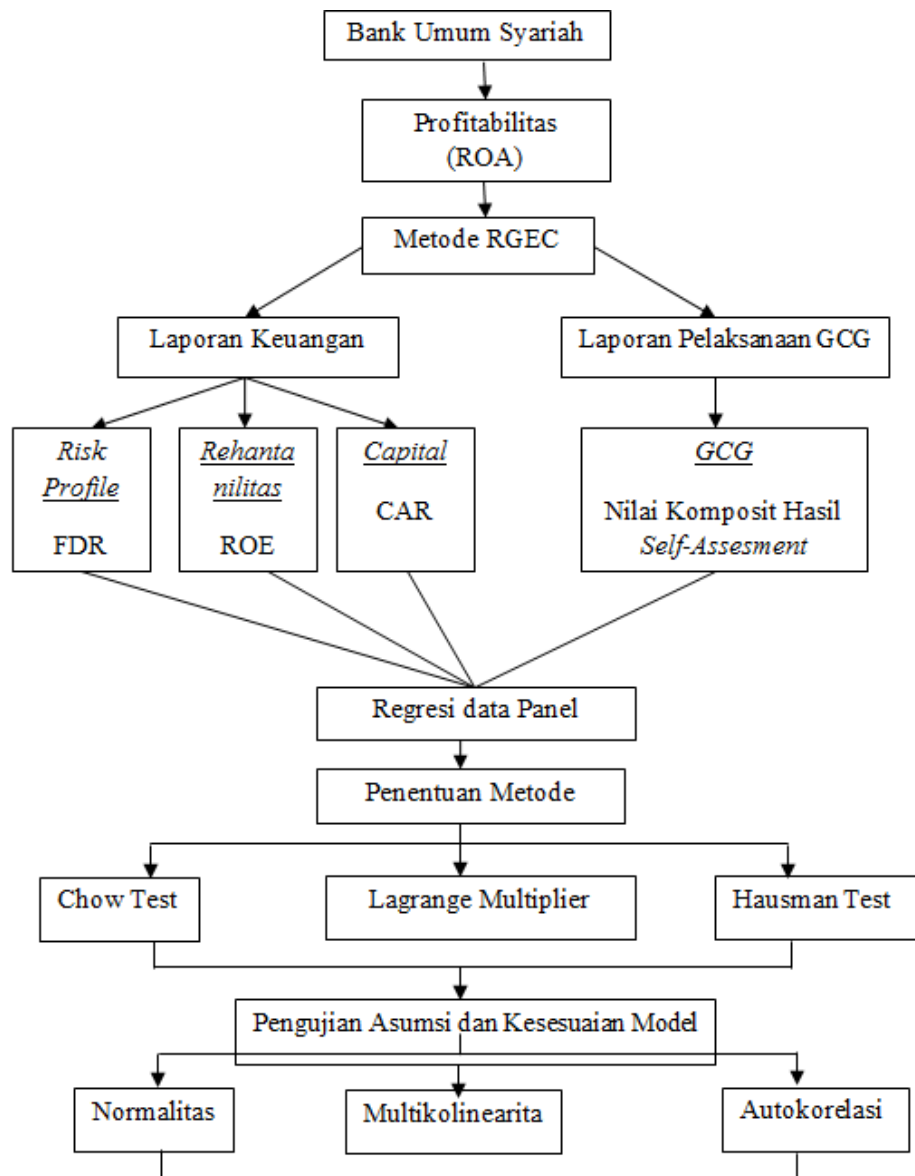 Bank Umum Syariah
Profitabilitas
(ROA)
Metode RGEC
Laporan Keuangan
Laporan Pelaksanaan GCG
Risk
Profile
FDR
Rehanta
nilitas
ROE
Capital
CAR
GCG
Nilai Komposit Hasil
Self-Assesment
Regresi data Panel
Penentuan Metode
Chow Test
Lagrange Multiplier
Hausman Test
Pengujian Asumsi dan Kesesuaian Model
Normalitas
Multikolinearita
Autokorelasi